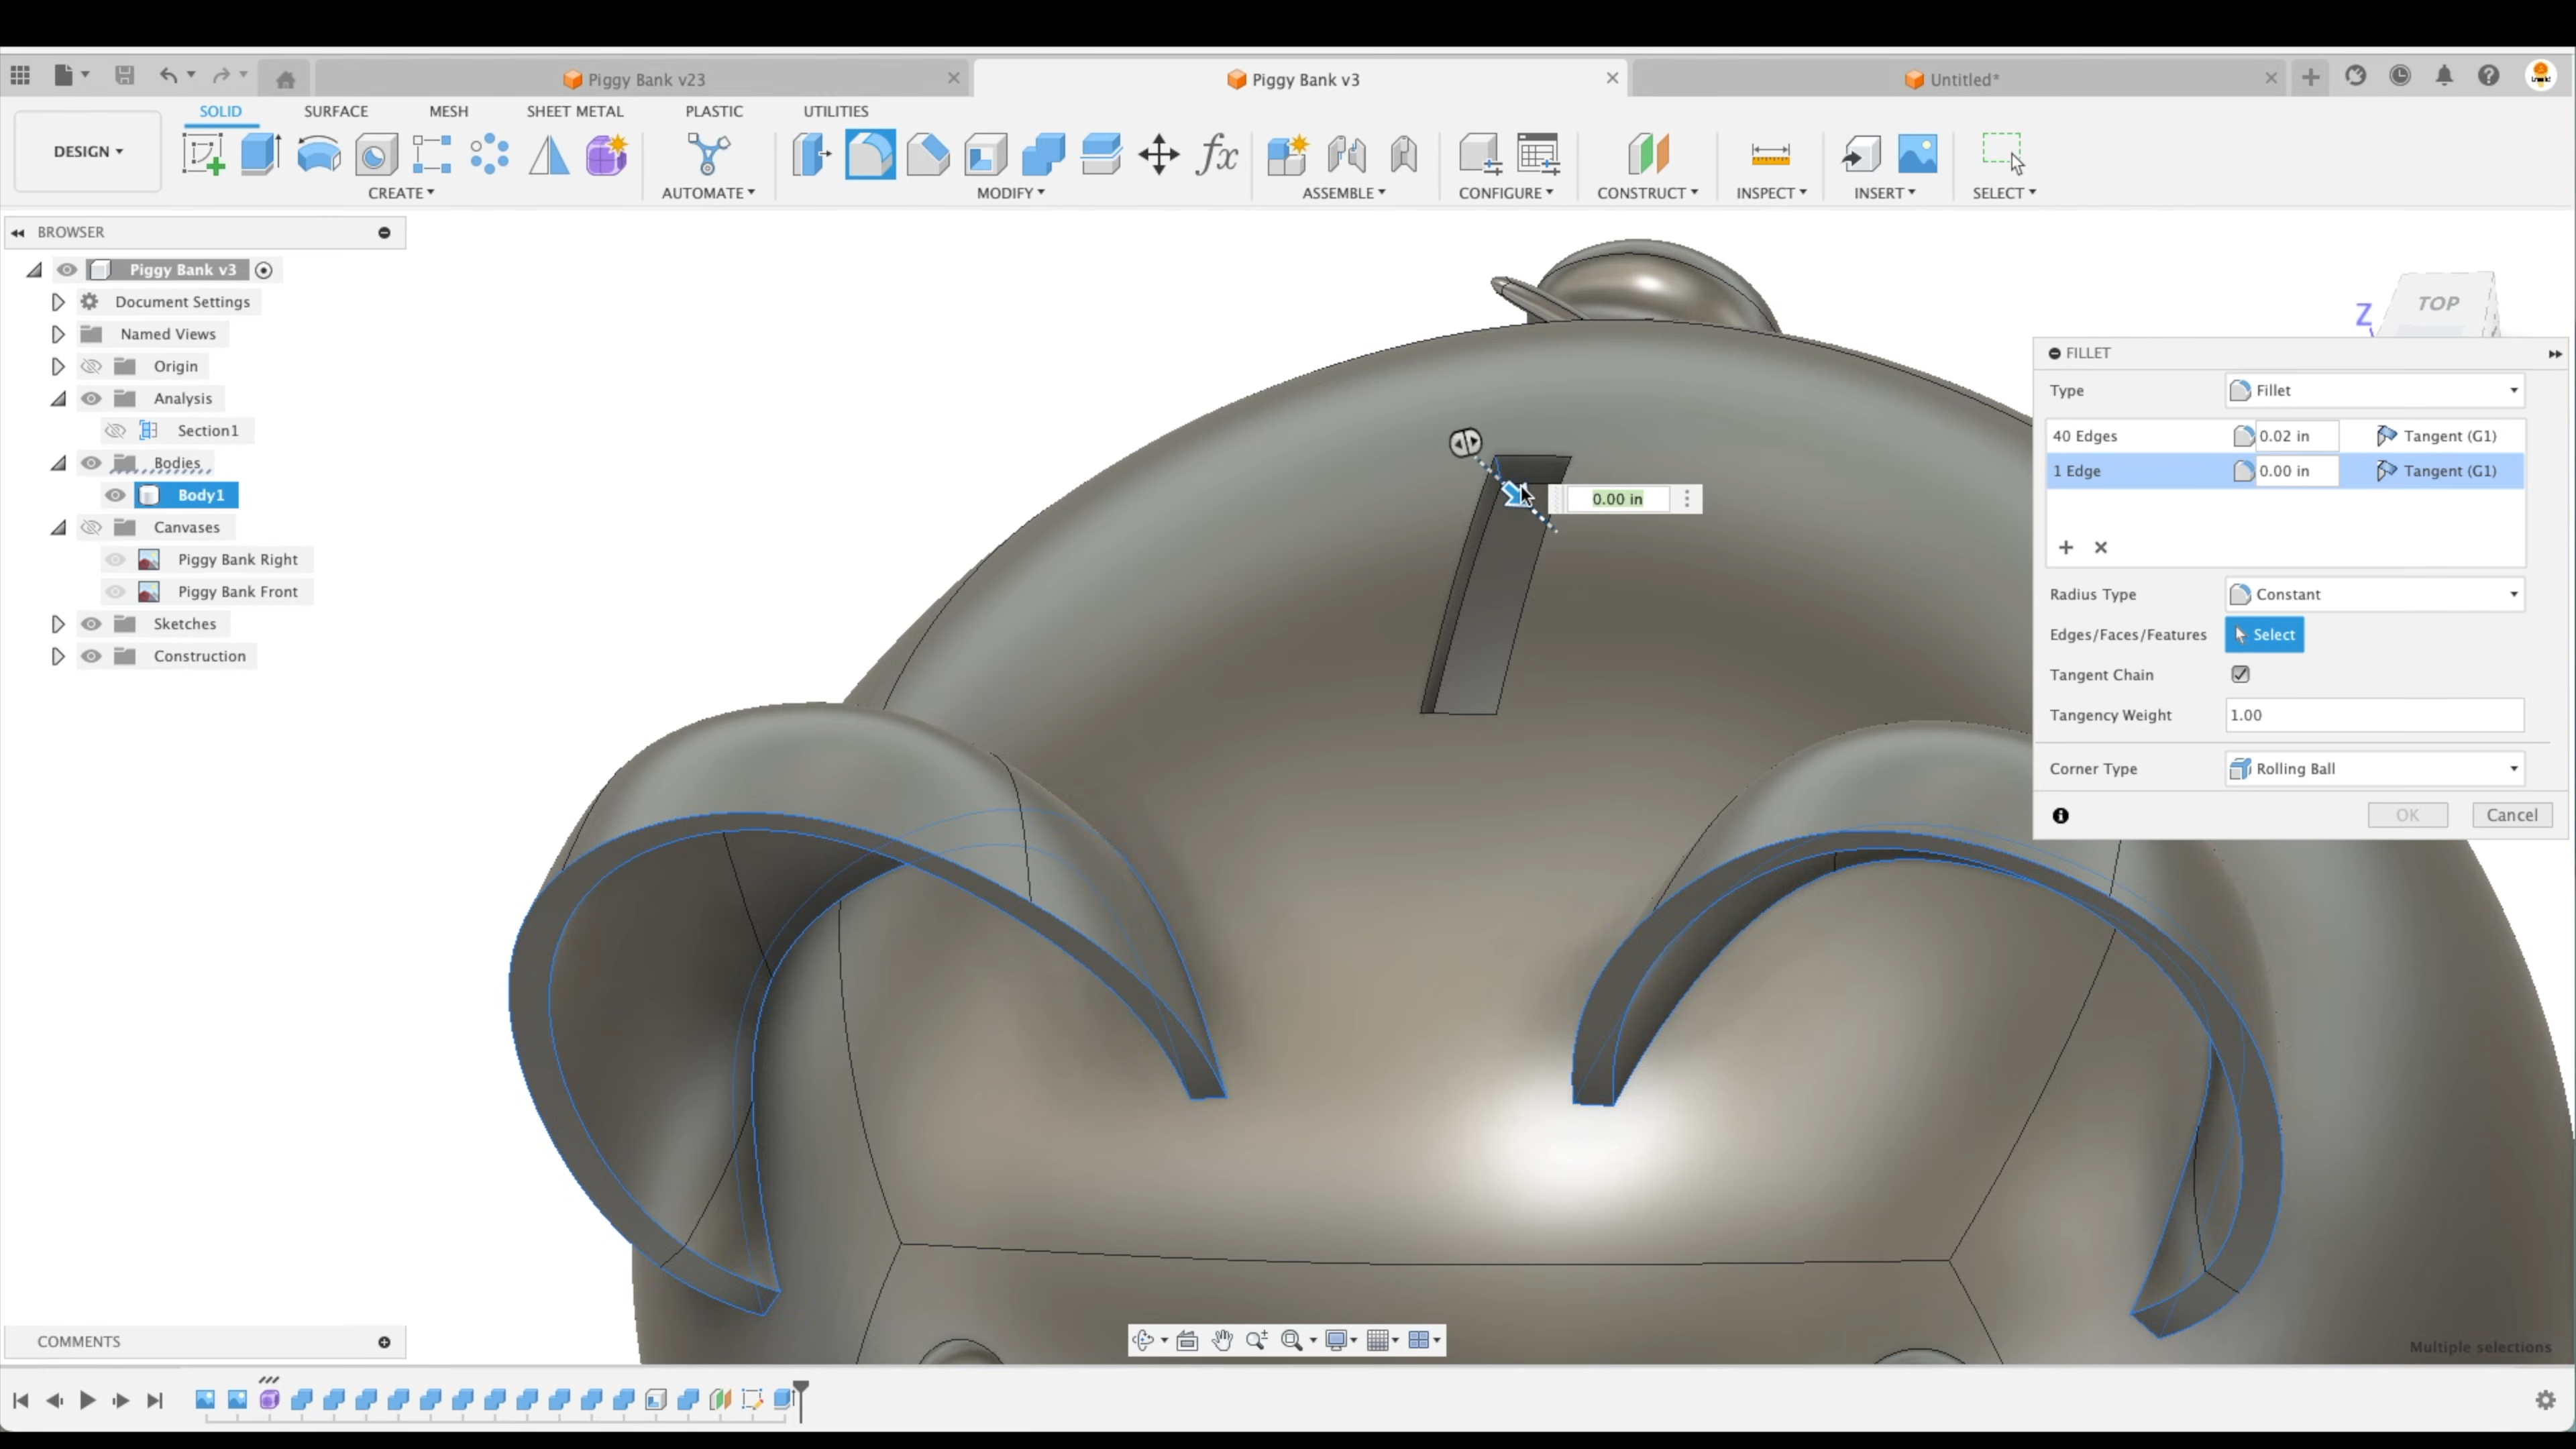 Piggy Bank v23
Piggy Bank v3
Untitled*
DESIGN
SOLID
SURFACE
MESH
SHEET METAL
PLASTIC
UTILITIES
CREATE
AUTOMATE
MODIFY
ASSEMBLE
CONFIGURE
CONSTRUCT
INSPECT
INSERT
SELECT
fx
BROWSER
Piggy Bank v3
Document Settings
Named Views
Origin
Analysis
Section1
Bodies
Body1
Canvases
Piggy Bank Right
Piggy Bank Front
Sketches
Construction
0.00 in
TOP
Z
FILLET
Type Fillet
40 Edges 0.02 in Tangent (G1)
1 Edge 0.00 in Tangent (G1)
Radius Type Constant
Edges/Faces/Features Select
Tangent Chain
Tangency Weight 1.00
Corner Type Rolling Ball
OK Cancel
Multiple selections
COMMENTS